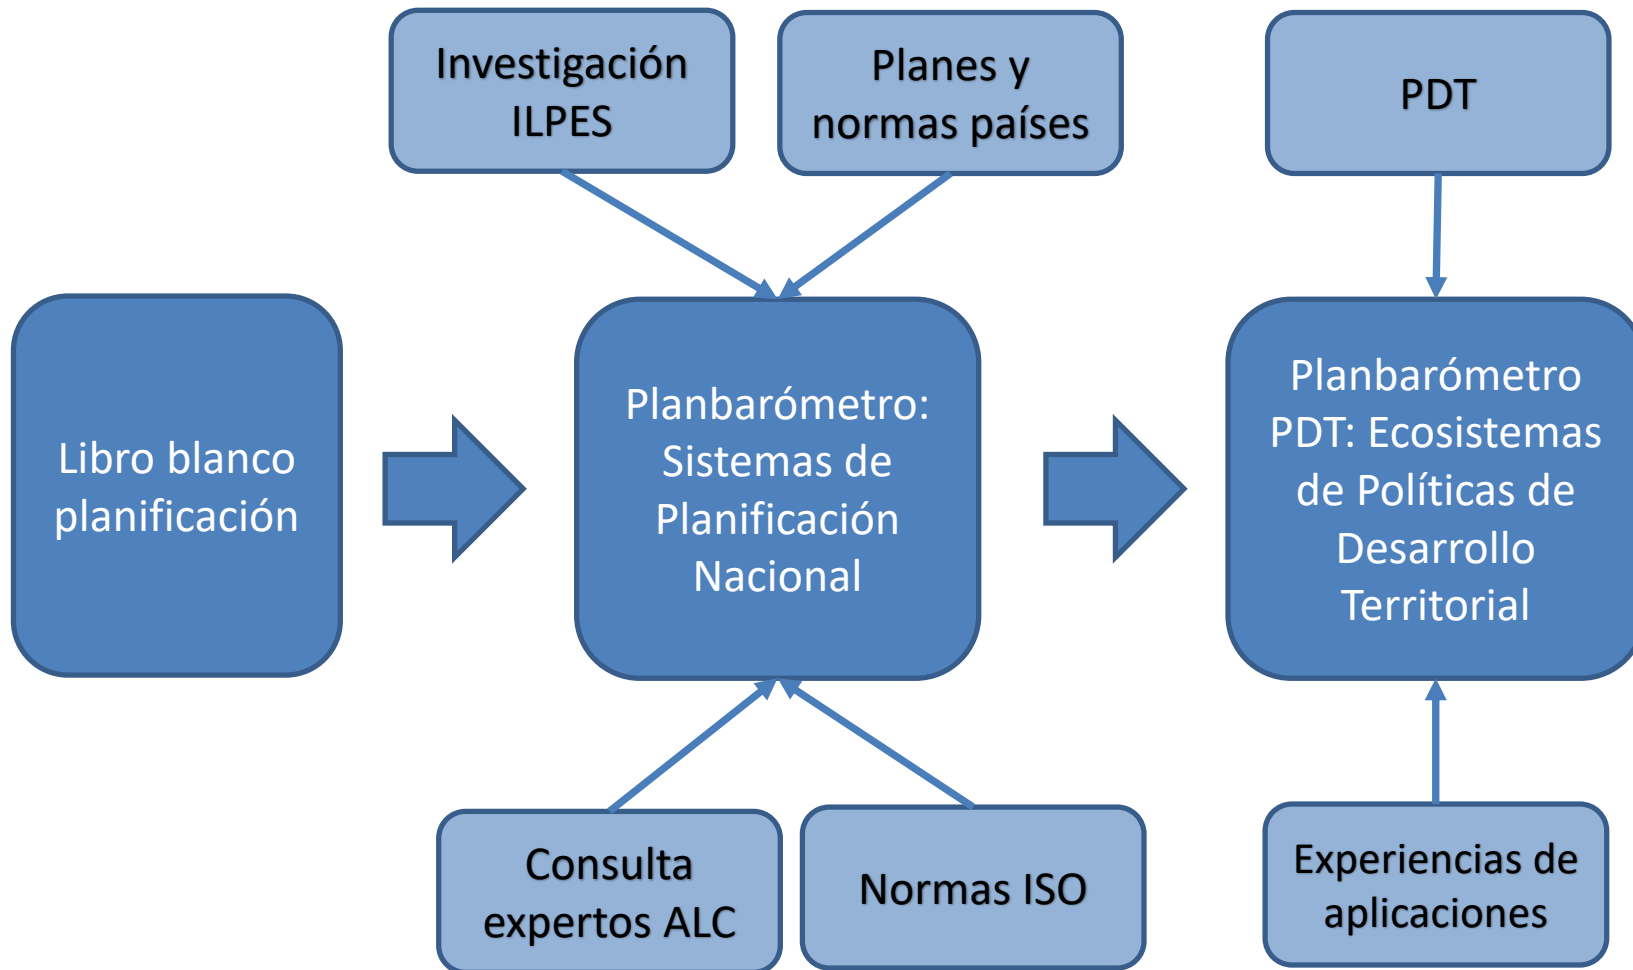 Investigación
ILPES
Planes y
normas países
PDT
Libro blanco
planificación
Planbarómetro:
Sistemas de
Planificación
Nacional
Planbarómetro
PDT: Ecosistemas
de Políticas de
Desarrollo
Territorial
Consulta
expertos ALC
Normas ISO
Experiencias de
aplicaciones